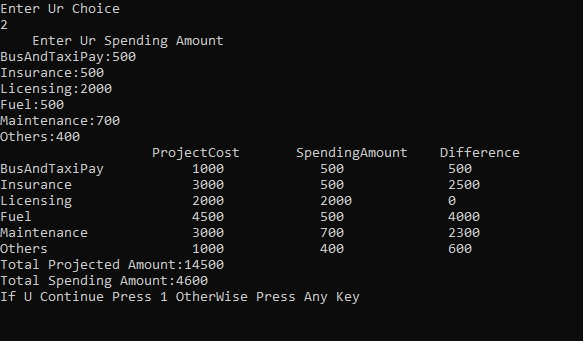 Enter Ur Choice
2
Enter Ur Spending Amount
BusAndTaxiPay:500
Insurance:500
Licensing:2000
Fuel:500
Maintenance:700
Others:400
ProjectCost SpendingAmount Difference
BusAndTaxiPay 1000 500 500
Insurance 3000 500 2500
Licensing 2000 2000 0
Fuel 4500 500 4000
Maintenance 3000 700 2300
Others 1000 400 600
Total Projected Amount:14500
Total Spending Amount:4600
If U Continue Press 1 OtherWise Press Any Key